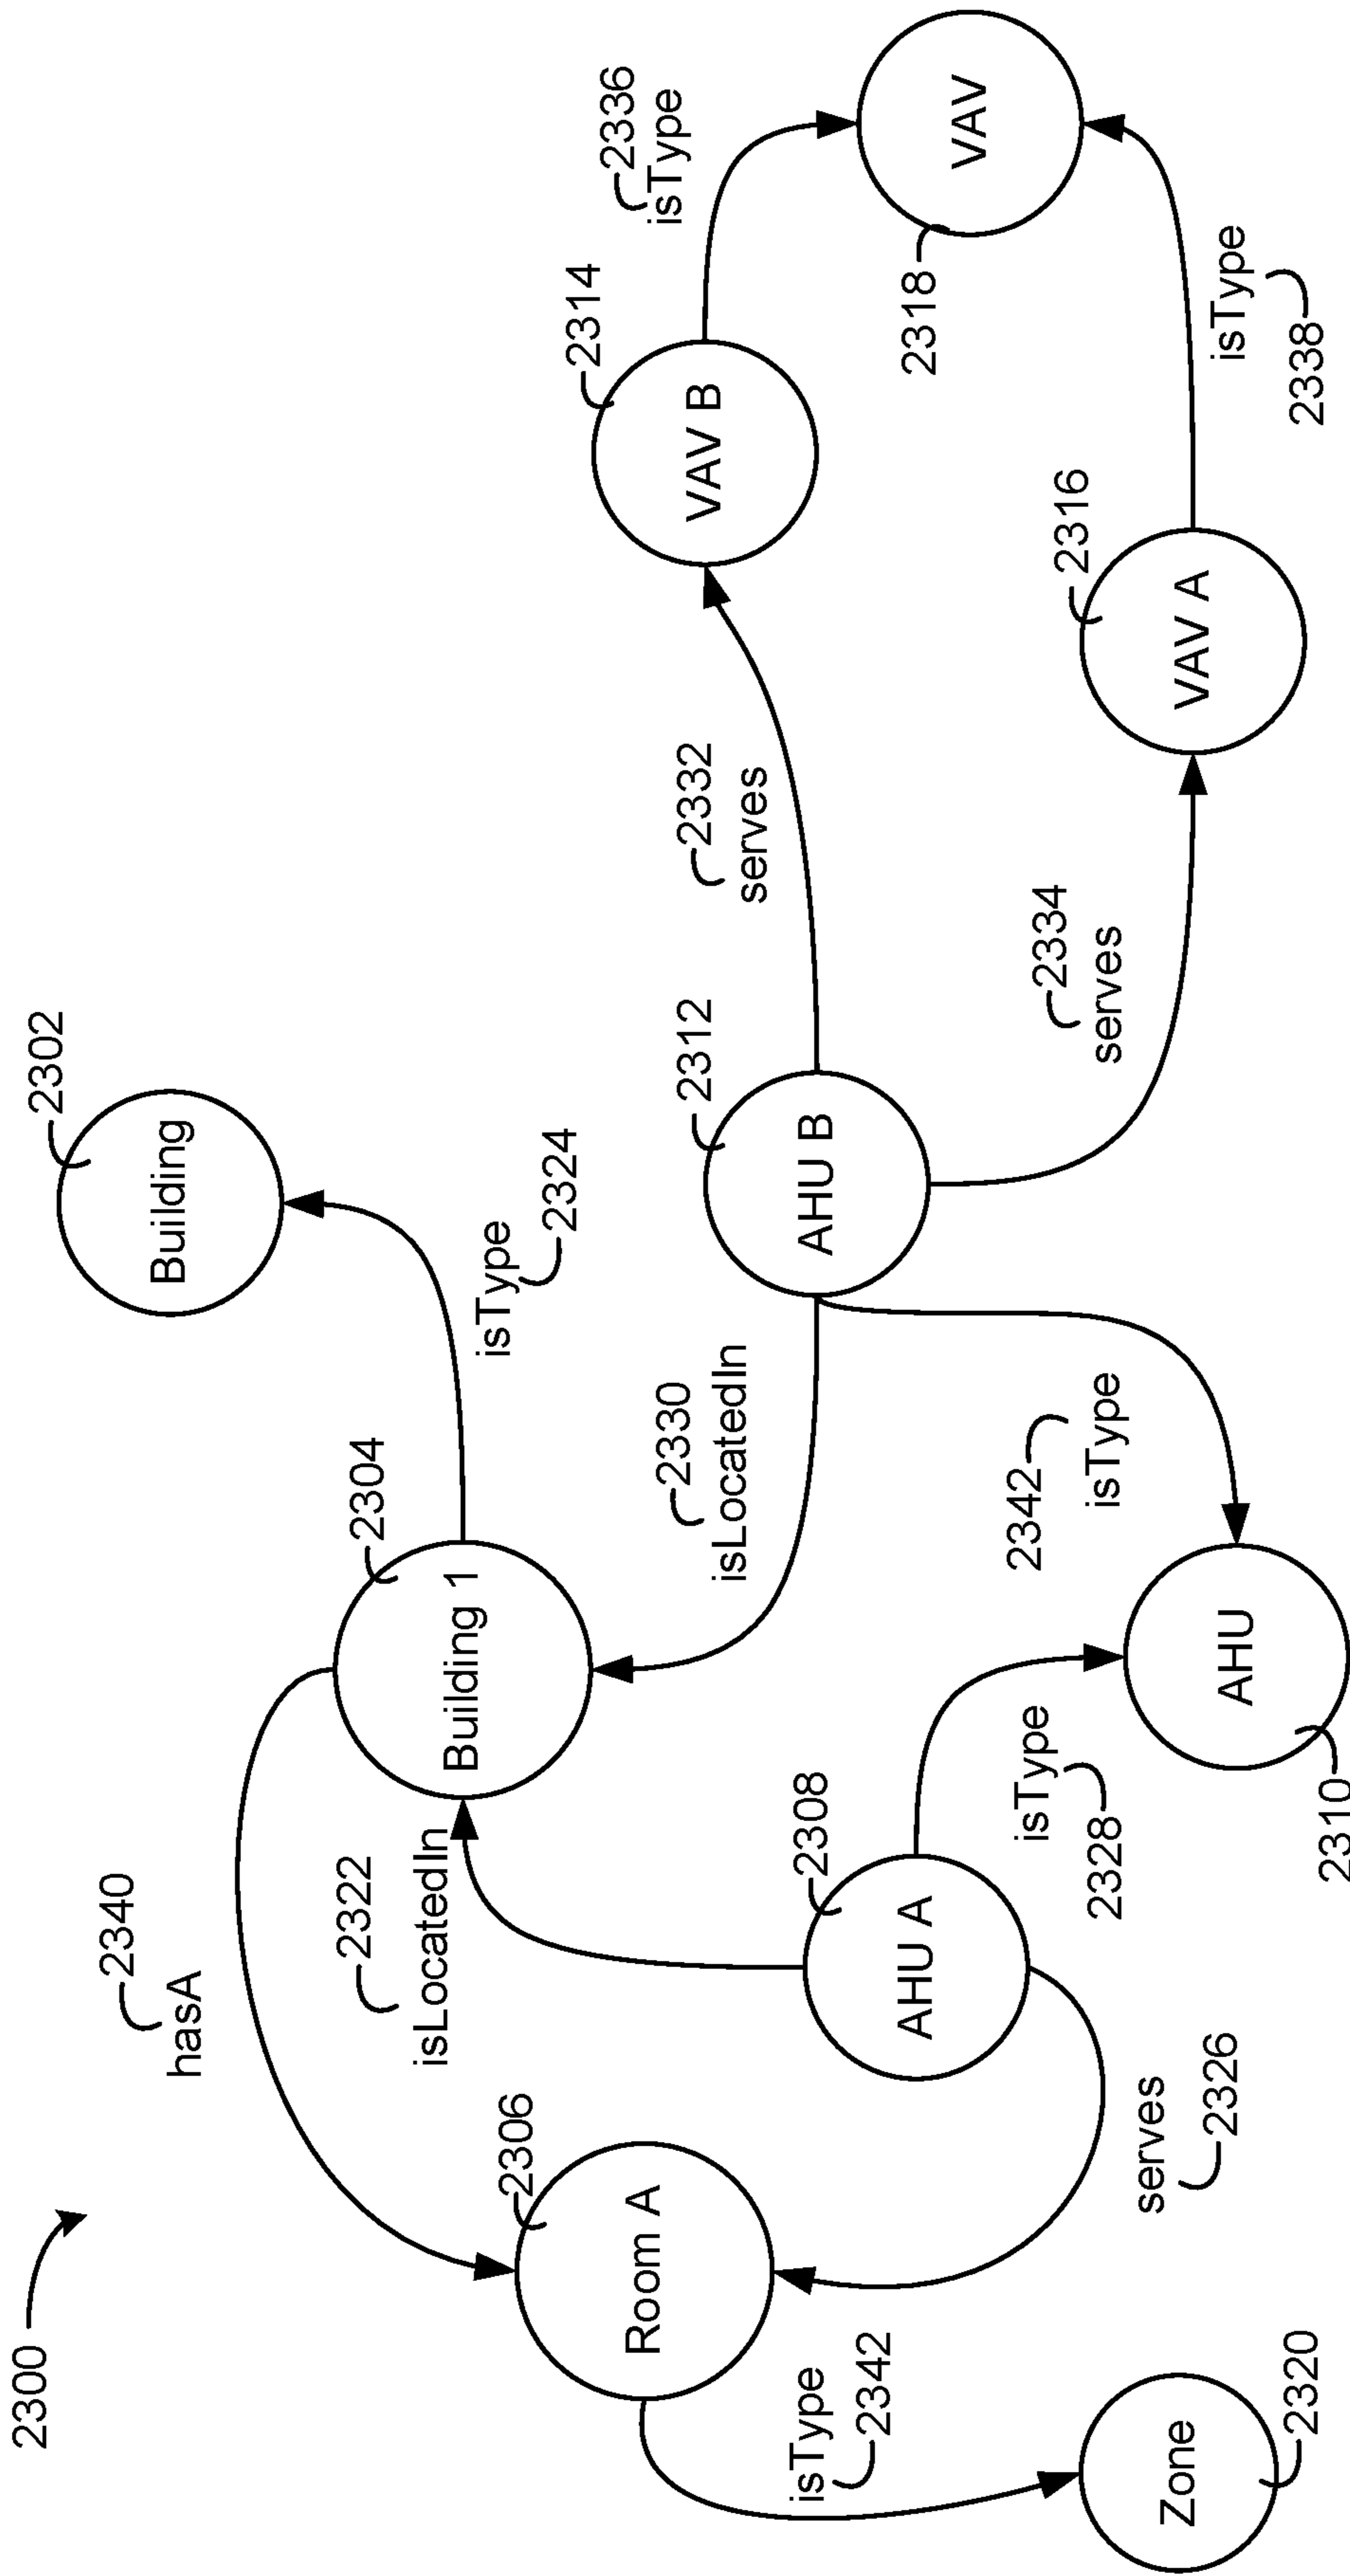 2300
2340
hasA
2302
Building
2304
Building 1
isType
2324
2322
isLocatedIn
2306
Room A
2330
isLocatedIn
2312
AHU B
2332
serves
2314
VAV B
2336
isType
2318
VAV
2308
AHU A
isType
2328
2342
isType
2334
serves
2316
VAV A
isType
2338
isType
2342
serves
2326
Zone
2320
AHU
2310